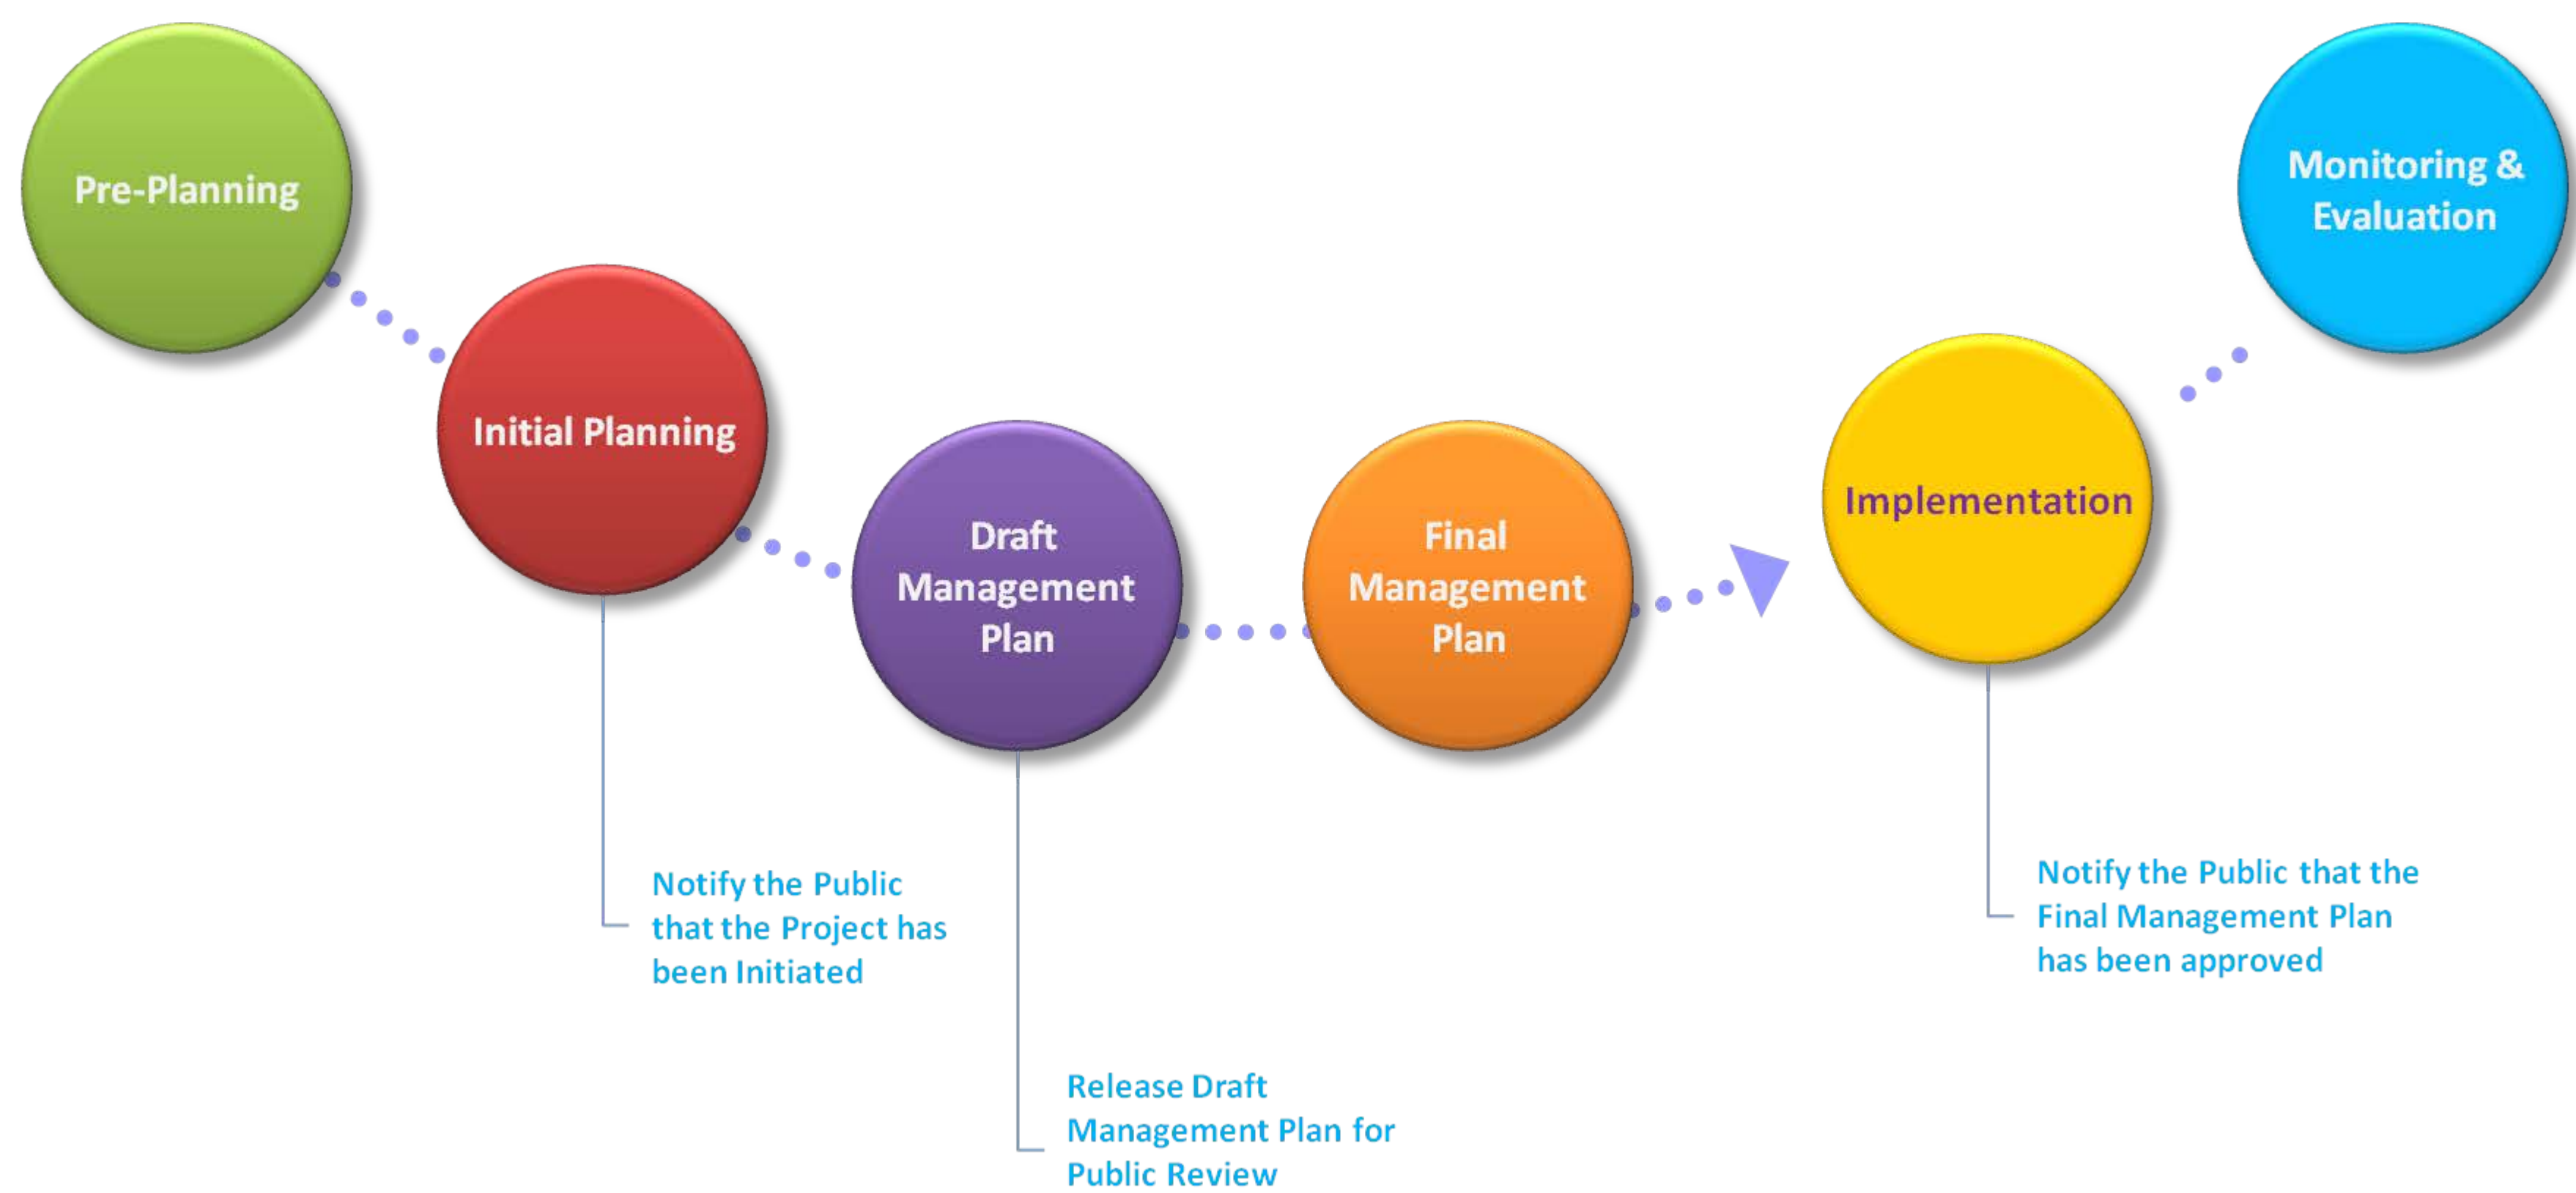 Pre-Planning
Initial Planning
Draft
Management
Plan
Final
Management
Plan
Implementation
Monitoring &
Evaluation
Notify the Public
that the Project has
been Initiated
Release Draft
Management Plan for
Public Review
Notify the Public that the
Final Management Plan
has been approved